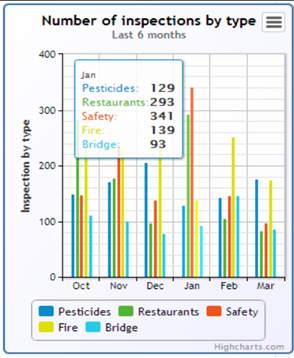 Number of inspections by type
Last 6 months
Inspection by type
400
300
200
100
0
Jan
Pesticides: 129
Restaurants: 293
Safety: 341
Fire: 139
Bridge: 93
Oct Nov Dec Jan Feb Mar
Pesticides Restaurants Safety
Fire Bridge
Highcharts.com